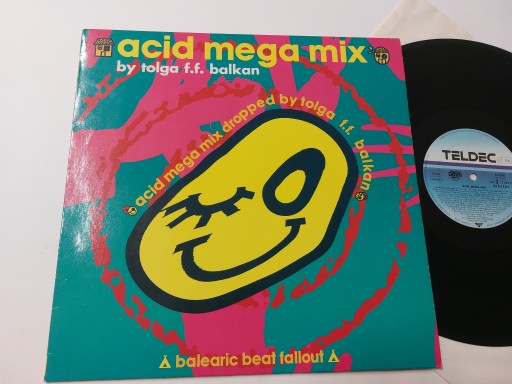 acid mega mix
by tolga f.f. balkan
acid mega mix dropped by tolga f.f. balkan
balearic beat fallout
TELDEC